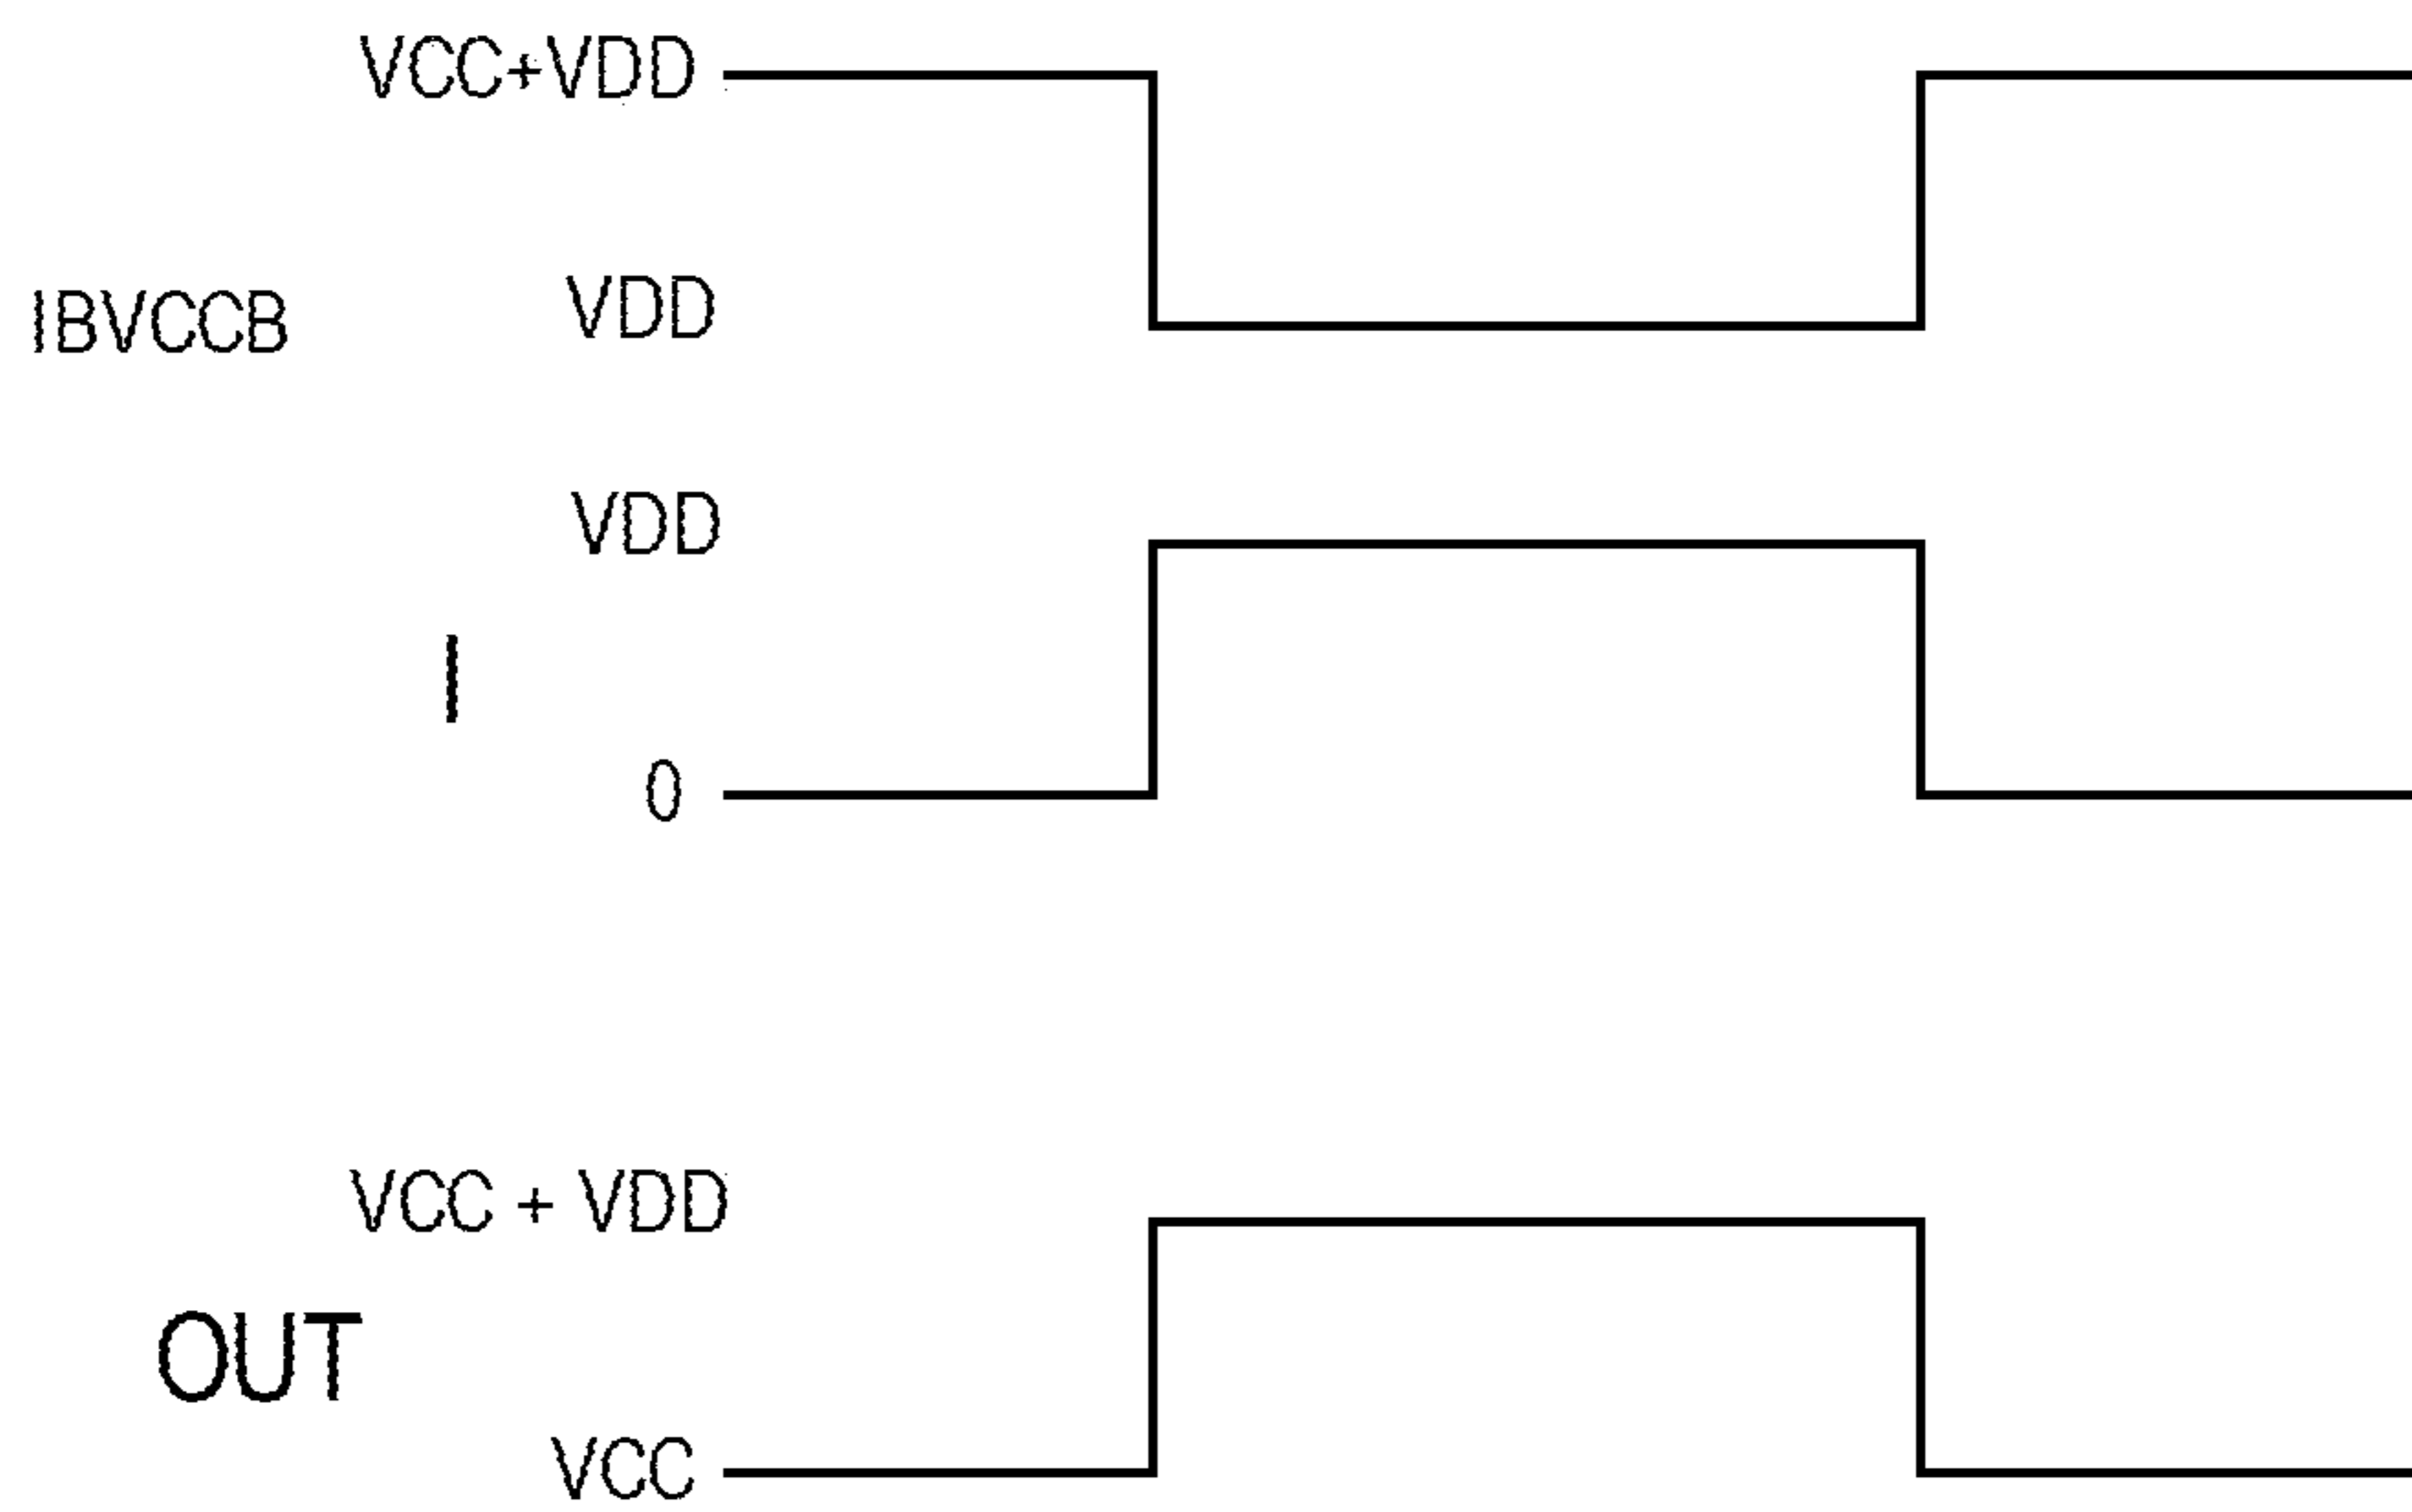 VCC+VDD
IBVCCB
VDD
VDD
I
0
VCC + VDD
OUT
VCC